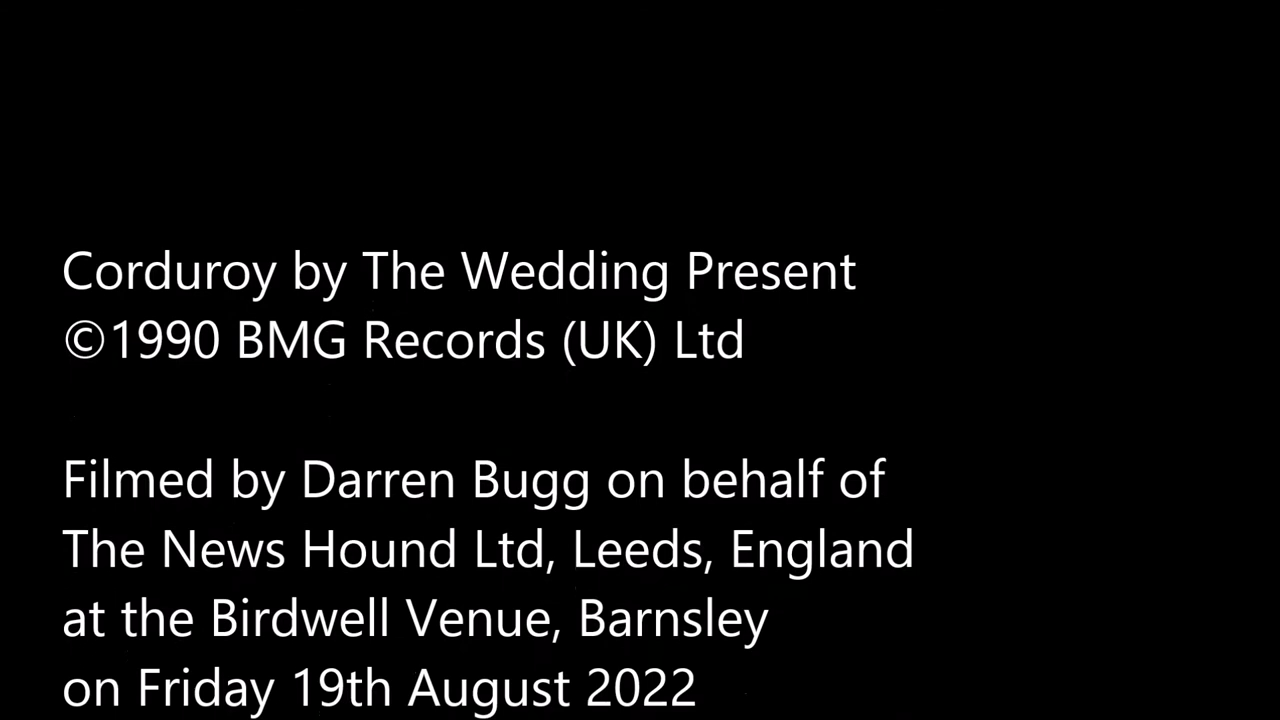 Corduroy by The Wedding Present
©1990 BMG Records (UK) Ltd
Filmed by Darren Bugg on behalf of
The News Hound Ltd, Leeds, England
at the Birdwell Venue, Barnsley
on Friday 19th August 2022